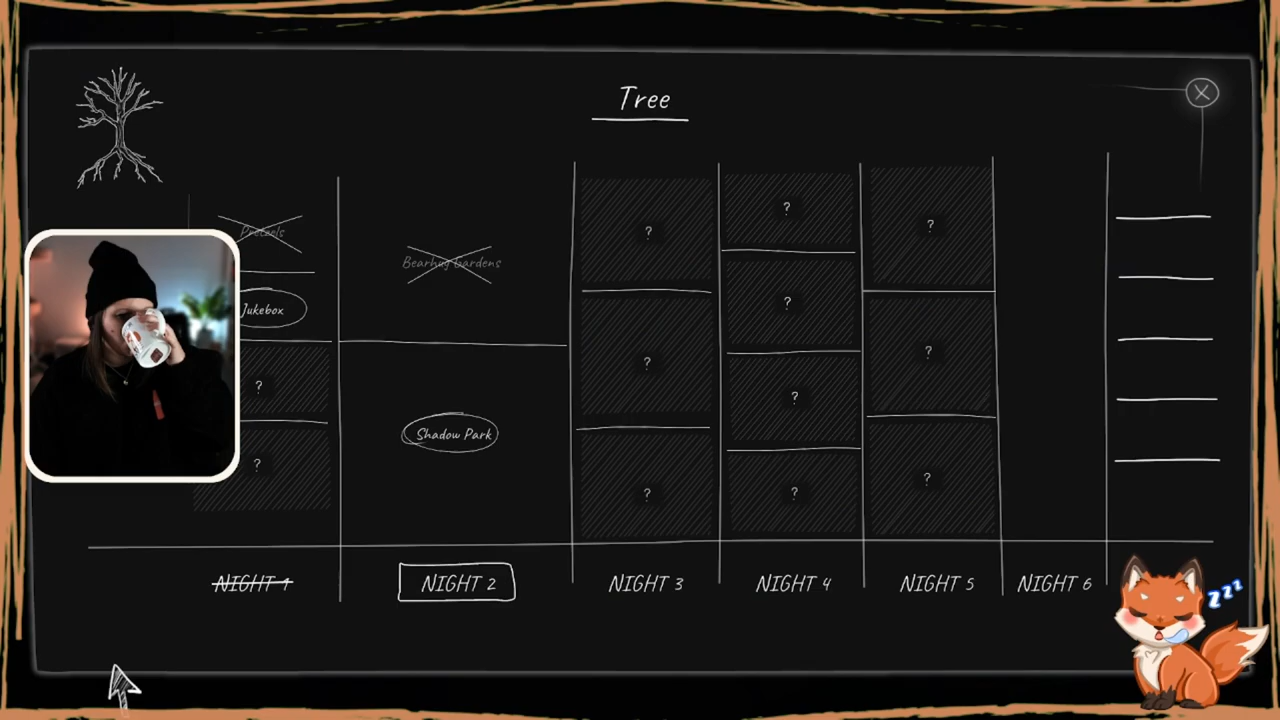 Tree
Pretzels
Jukebox
?
?
Bearhug Gardens
Shadow Park
?
?
?
?
?
?
?
?
?
?
NIGHT 1
NIGHT 2
NIGHT 3
NIGHT 4
NIGHT 5
NIGHT 6
zzz